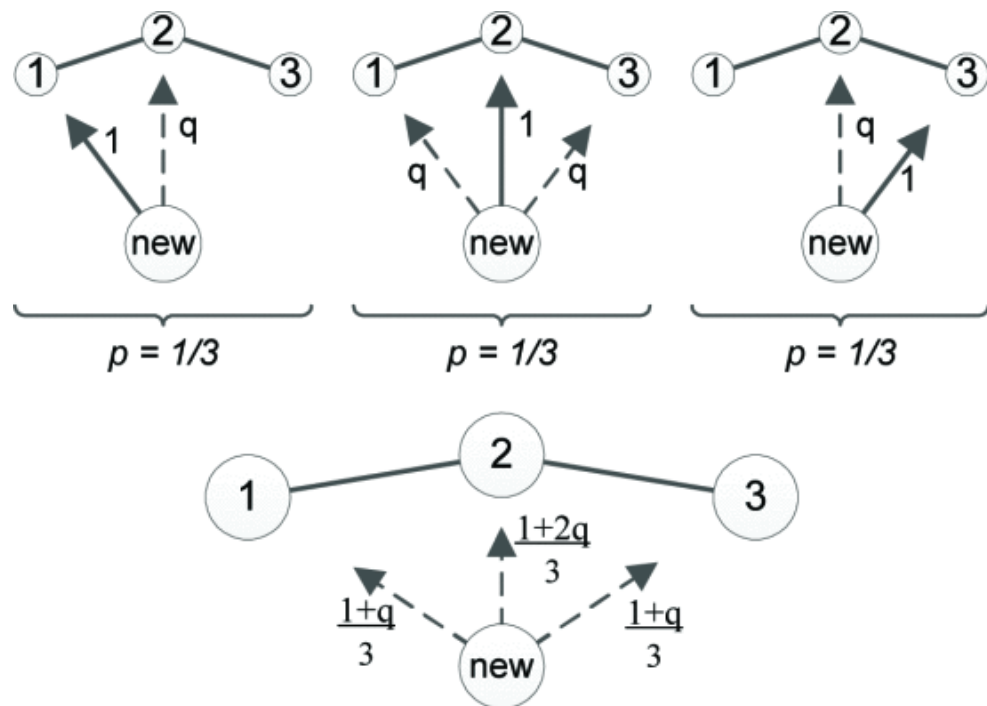 2 2 2
1 3 1 3 1 3
1 q 1 q 1
q q
new new new
p = 1/3 p = 1/3 p = 1/3
2
1 3
1+2q
3
1+q 1+q
3 3
new